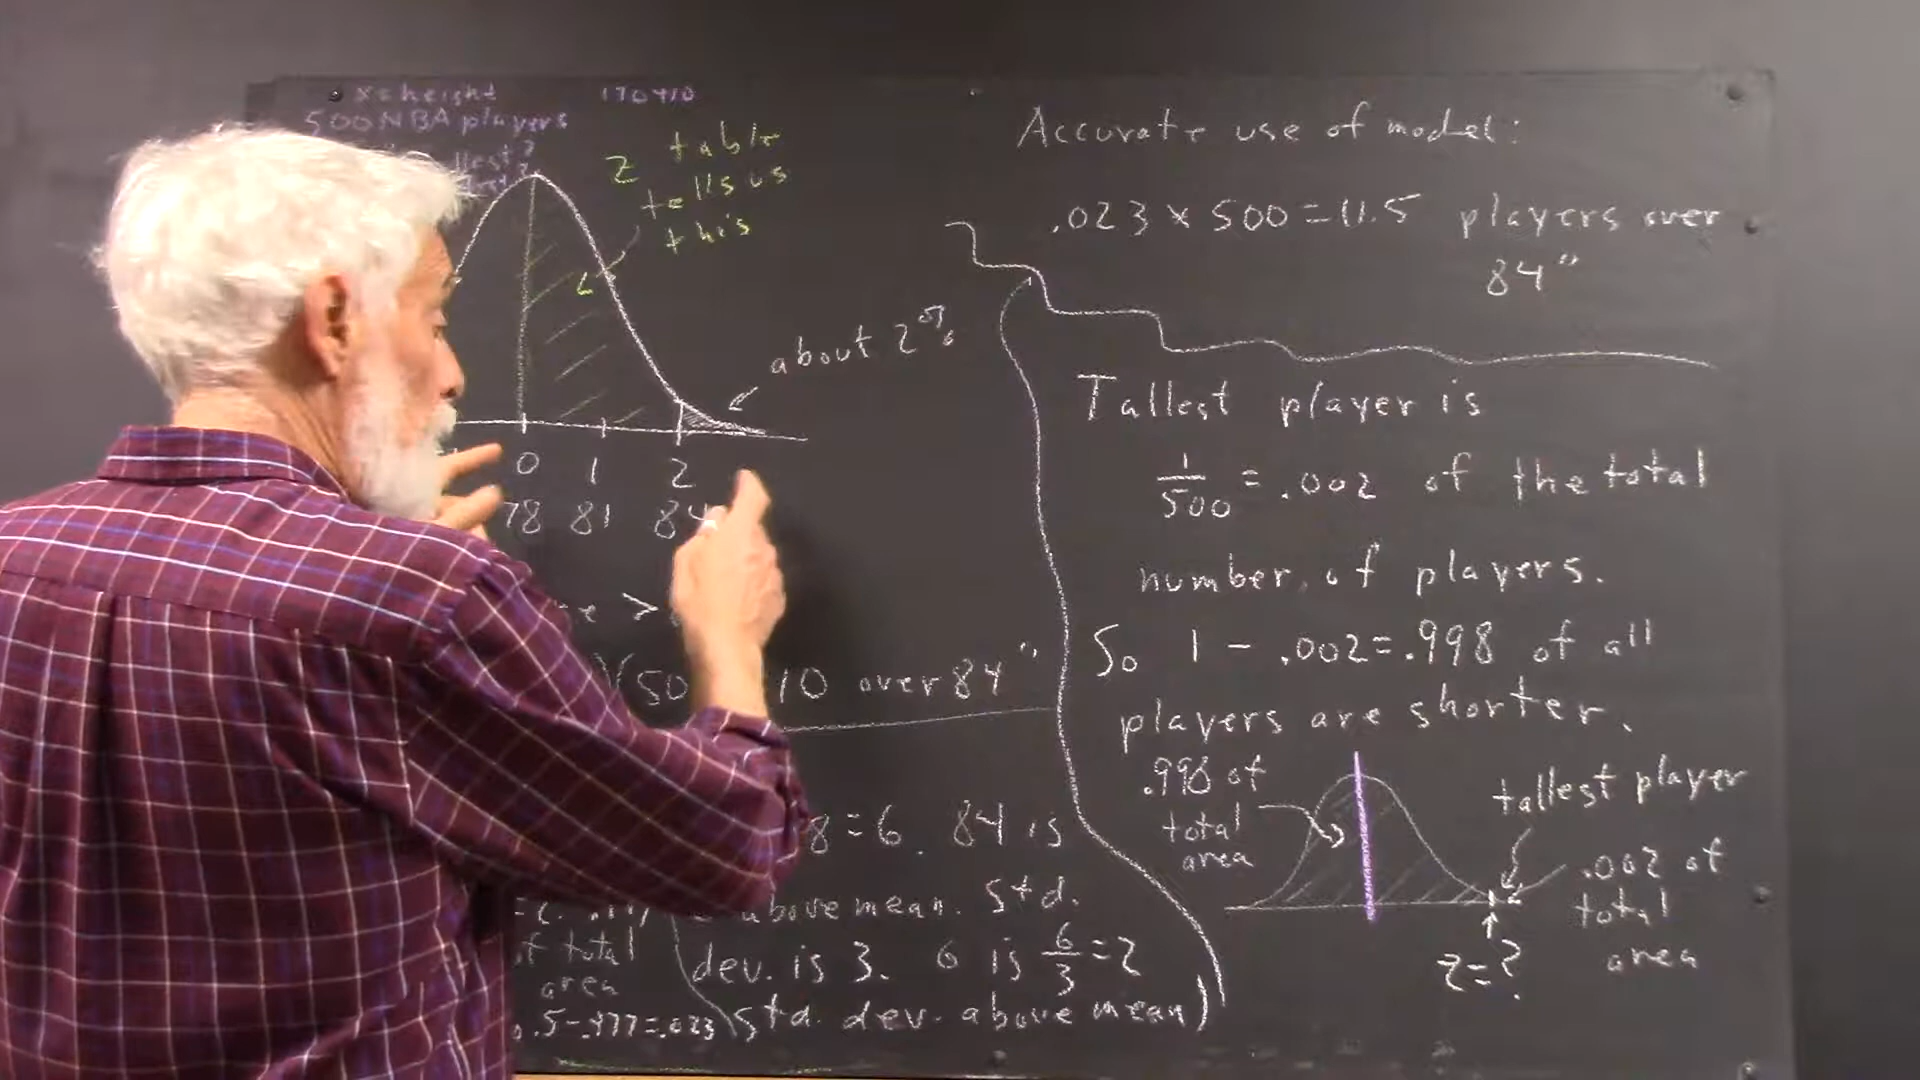 x = height 170410
500 NBA players
z table
tells us
this
about 2%
0 1 2
78 81 84
>
10 over 84"
8 = 6. 84 is
above mean. Std.
of total
area
.5-.477=.023
dev. is 3. 6 is 6/3 = 2
std. dev. above mean)
Accurate use of model:
.023 x 500 = 11.5 players over
84"
Tallest player is
1/500 = .002 of the total
number of players.
So 1 - .002 = .998 of all
players are shorter.
.998 of
total
area
tallest player
.002 of
total
area
z = ?